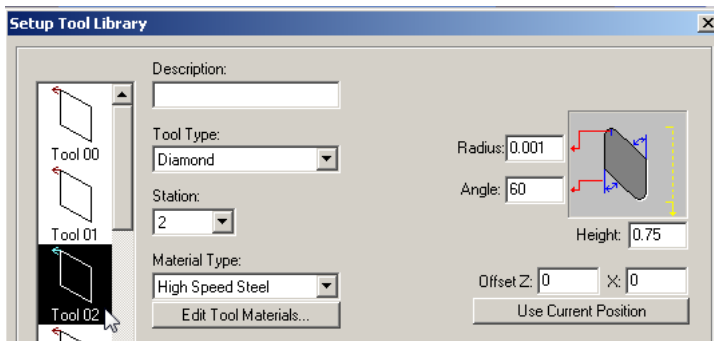 Setup Tool Library
Tool 00
Tool 01
Tool 02
Description:
Tool Type:
Diamond
Station:
2
Material Type:
High Speed Steel
Edit Tool Materials...
Radius: 0.001
Angle: 60
Height: 0.75
Offset Z: 0 X: 0
Use Current Position